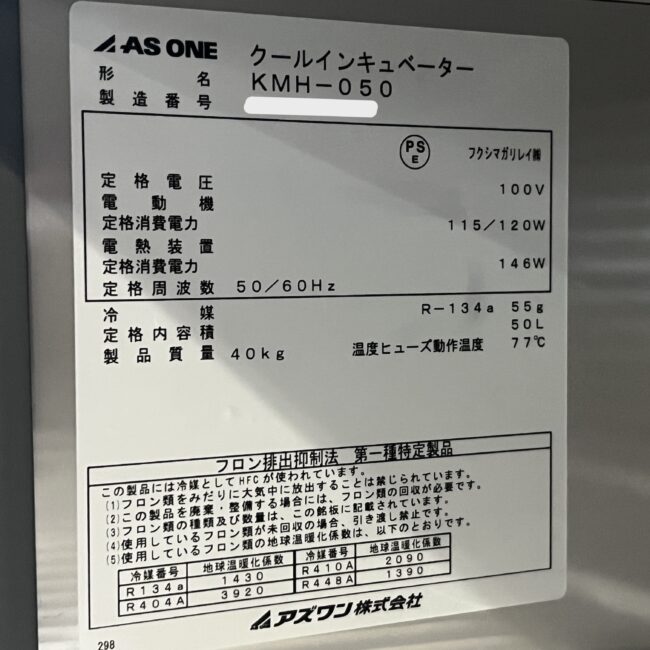 AS ONE クールインキュベーター
形名 KMH-050
製造番号
PS E フクシマガリレイ㈱
定格電圧 100V
電動機
定格消費電力 115/120W
電熱装置
定格消費電力 146W
定格周波数 50/60Hz
冷媒 R-134a 55g
定格内容積 50L
製品質量 40kg 温度ヒューズ動作温度 77℃
フロン排出抑制法 第一種特定製品
この製品には冷媒としてHFCが使われています。
(1)フロン類をみだりに大気中に放出することは禁じられています。
(2)この製品を廃棄・整備する場合には、フロン類の回収が必要です。
(3)フロン類の種類及び数量は、この銘板に記載されています。
(4)使用しているフロン類が未回収の場合、引き渡し禁止です。
(5)使用しているフロン類の地球温暖化係数は、以下のとおりです。
冷媒番号 地球温暖化係数 冷媒番号 地球温暖化係数
R134a 1430 R410A 2090
R404A 3920 R448A 1390
アズワン株式会社
298